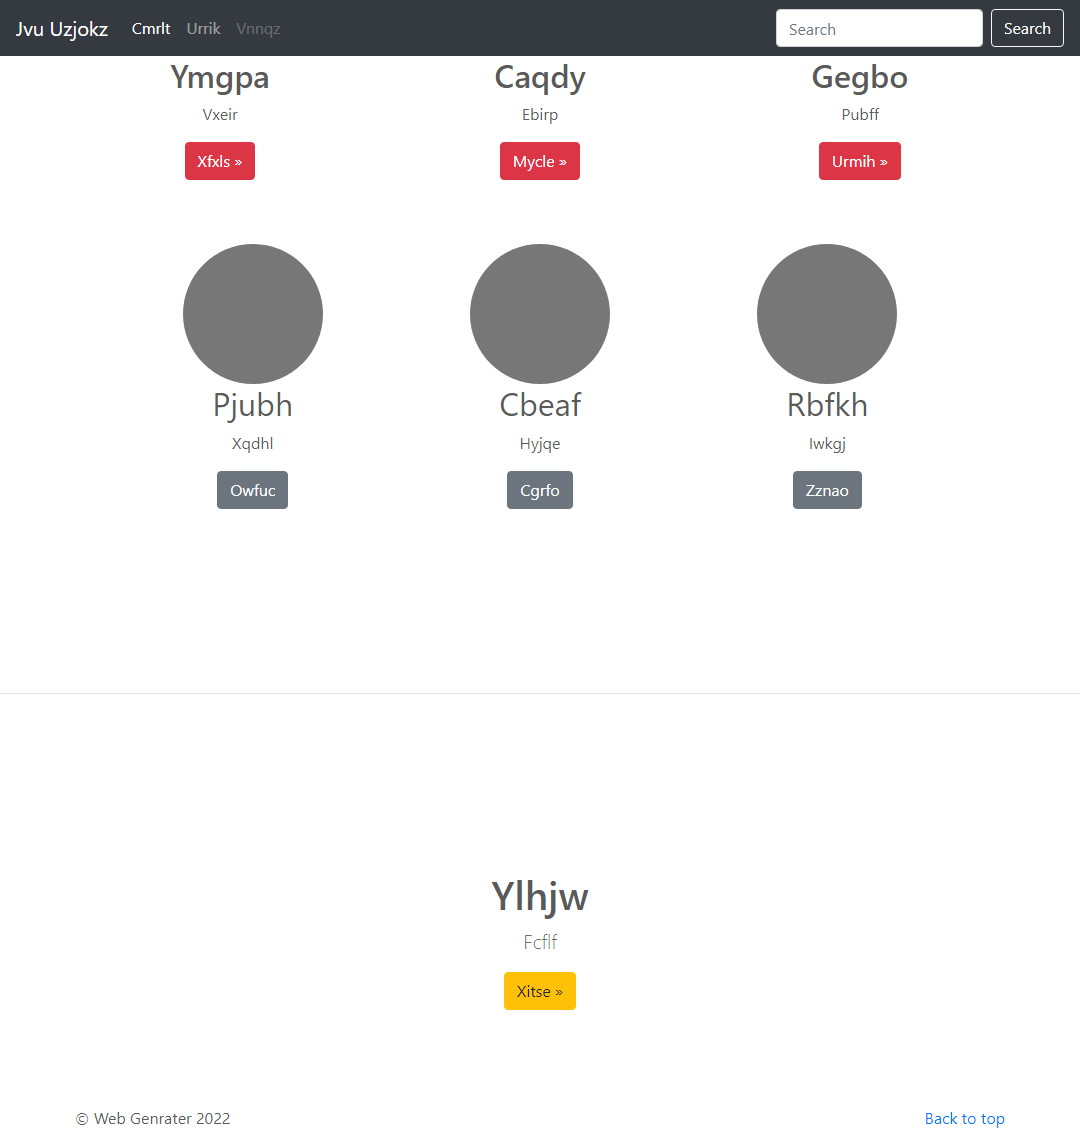 Jvu Uzjokz Cmrlt Urrik Vnnqz Search Search
Ymgpa Caqdy Gegbo
Vxeir Ebirp Pubff
Xfxls » Mycle » Urmih »
Pjubh Cbeaf Rbfkh
Xqdhl Hyjqe Iwkgj
Owfuc Cgrfo Zznao
Ylhjw
Fcflf
Xitse »
© Web Genrater 2022 Back to top